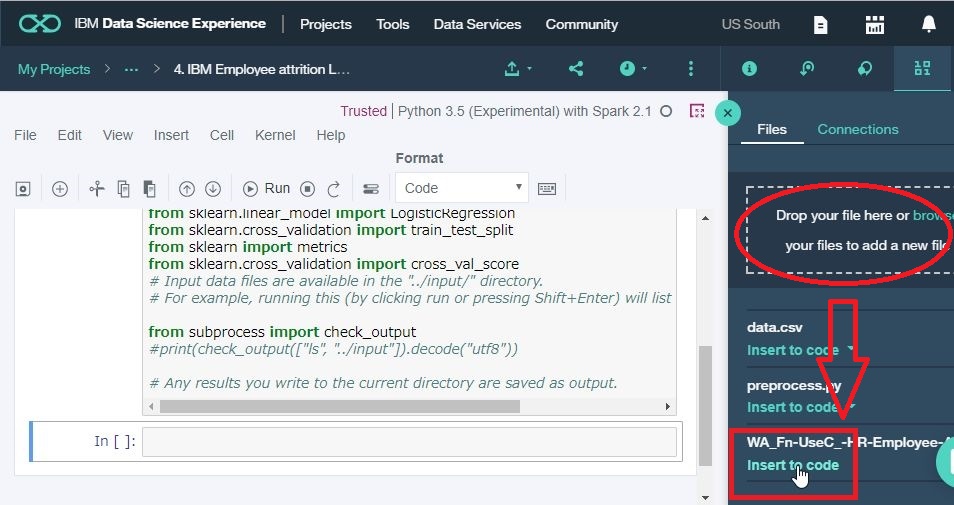 IBM Data Science Experience
Projects
Tools
Data Services
Community
US South
My Projects > ... > 4. IBM Employee attrition L...
Trusted | Python 3.5 (Experimental) with Spark 2.1
File Edit View Insert Cell Kernel Help
Format
Run
Code
from sklearn.linear_model import LogisticRegression
from sklearn.cross_validation import train_test_split
from sklearn import metrics
from sklearn.cross_validation import cross_val_score
# Input data files are available in the "../input/" directory.
# For example, running this (by clicking run or pressing Shift+Enter) will list
from subprocess import check_output
#print(check_output(["ls", "../input"]).decode("utf8"))
# Any results you write to the current directory are saved as output.
In [ ]:
Files
Connections
Drop your file here or brows
your files to add a new file
data.csv
Insert to code
preprocess.py
Insert to code
WA_Fn-UseC_-HR-Employee-A
Insert to code